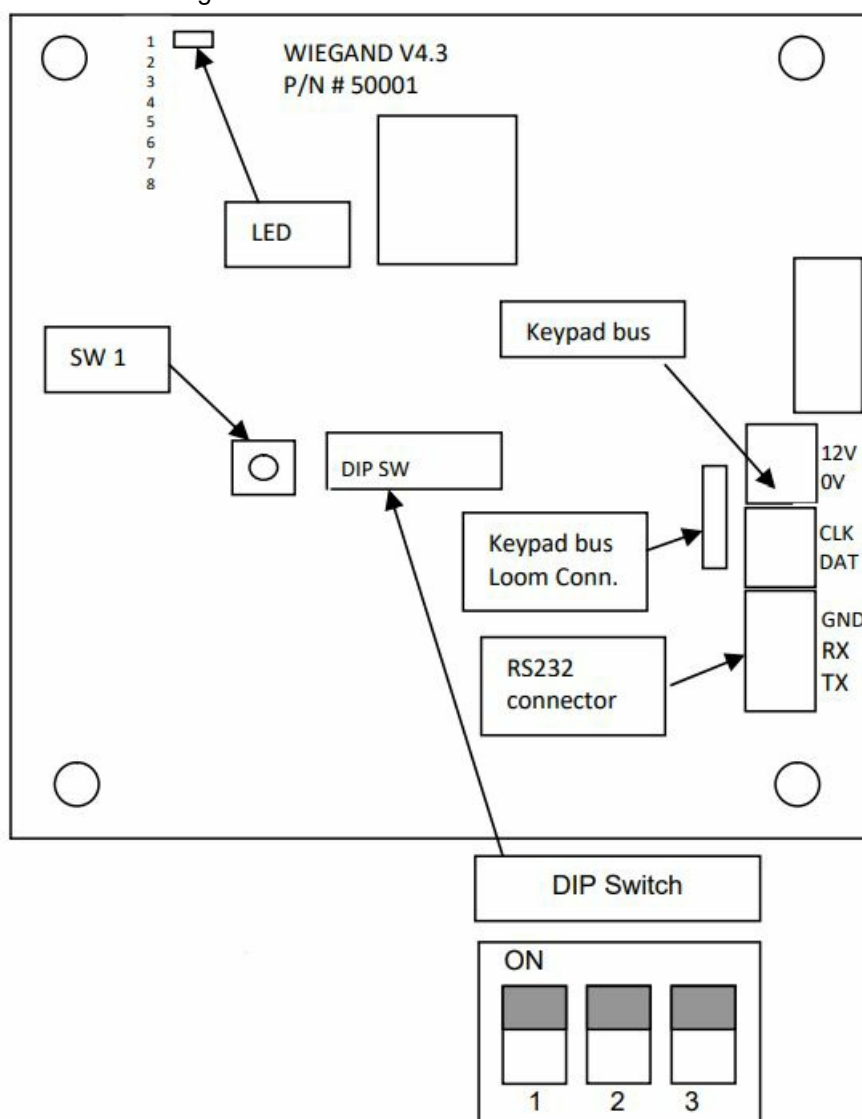 1
2
3
4
5
6
7
8
WIEGAND V4.3
P/N # 50001
LED
Keypad bus
SW 1
DIP SW
12V
0V
Keypad bus
Loom Conn.
CLK
DAT
RS232
connector
GND
RX
TX
DIP Switch
ON
1 2 3